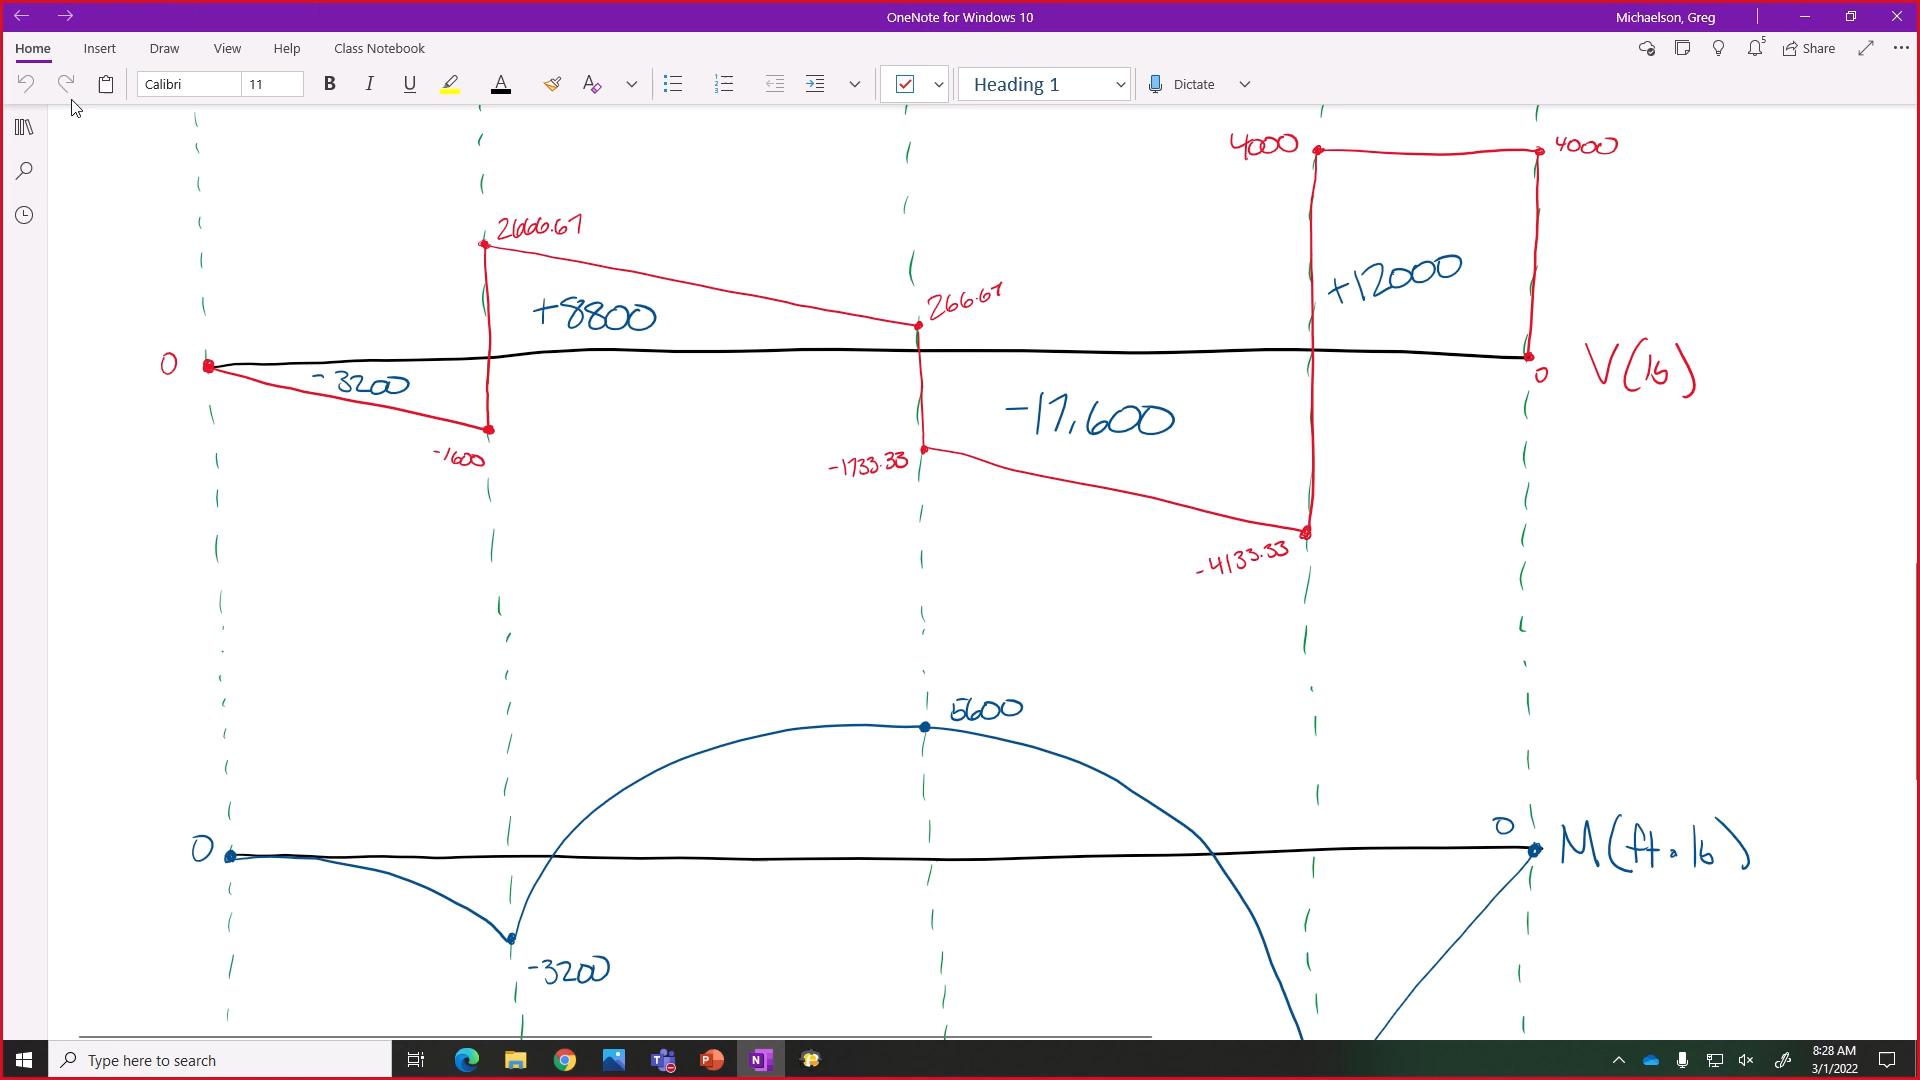 OneNote for Windows 10
Michaelson, Greg
Home Insert Draw View Help Class Notebook
5
Share
Calibri 11 B I U A A Heading 1 Dictate
4000 4000
2666.67
266.67
+12000
+8800
0 -3200 0 V(lb)
-17,600
-1600 -1733.33
-4133.33
5600
0 0 M(ft·lb)
-3200
Type here to search
8:28 AM
3/1/2022